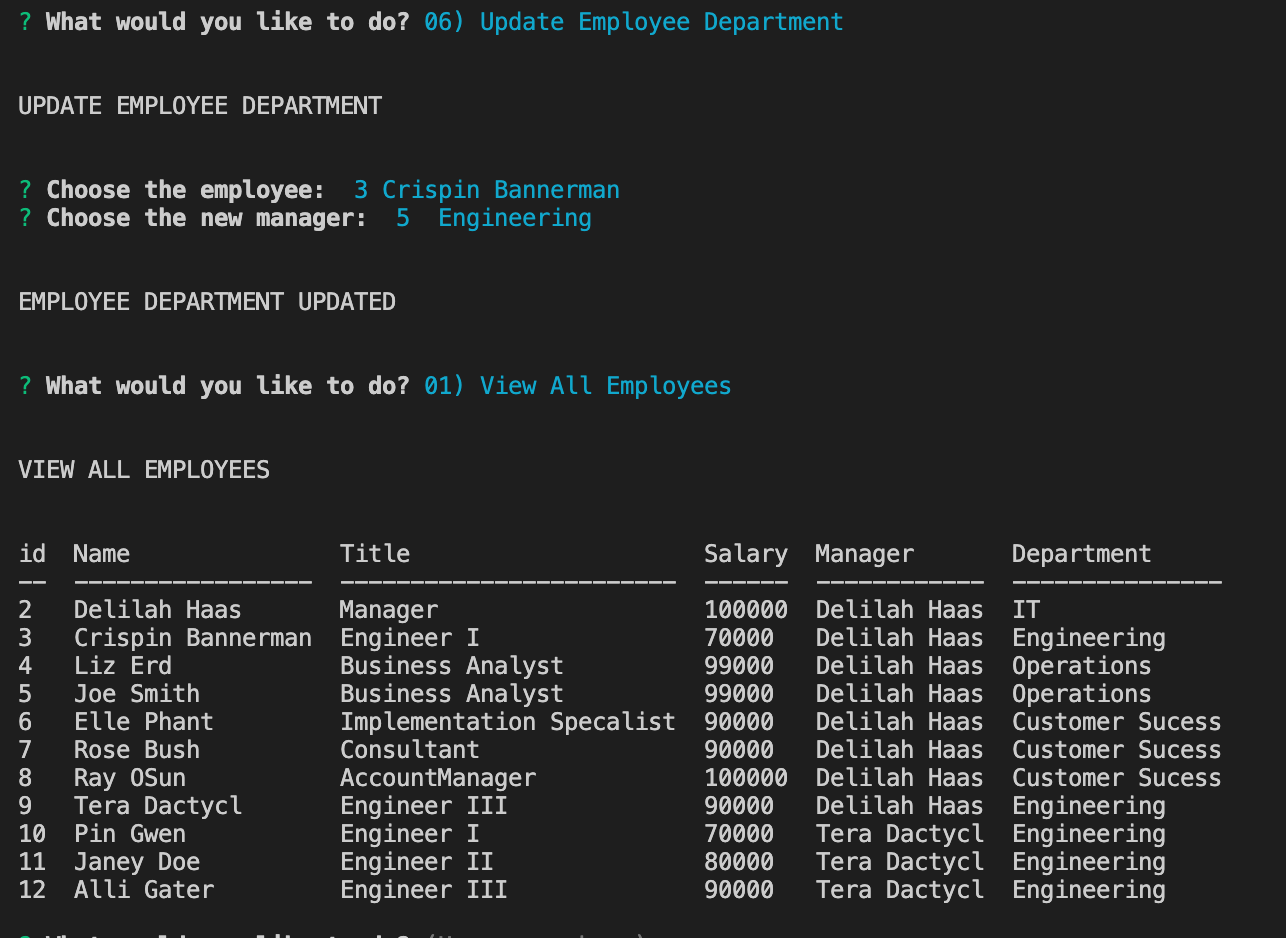 ? What would you like to do? 06) Update Employee Department
UPDATE EMPLOYEE DEPARTMENT
? Choose the employee:  3 Crispin Bannerman
? Choose the new manager:  5  Engineering
EMPLOYEE DEPARTMENT UPDATED
? What would you like to do? 01) View All Employees
VIEW ALL EMPLOYEES
id  Name               Title                     Salary  Manager       Department
--  -----------------  ------------------------  ------  ------------  ---------------
2   Delilah Haas       Manager                   100000  Delilah Haas  IT
3   Crispin Bannerman  Engineer I                70000   Delilah Haas  Engineering
4   Liz Erd            Business Analyst          99000   Delilah Haas  Operations
5   Joe Smith          Business Analyst          99000   Delilah Haas  Operations
6   Elle Phant         Implementation Specalist  90000   Delilah Haas  Customer Sucess
7   Rose Bush          Consultant                90000   Delilah Haas  Customer Sucess
8   Ray OSun           AccountManager            100000  Delilah Haas  Customer Sucess
9   Tera Dactycl       Engineer III              90000   Delilah Haas  Engineering
10  Pin Gwen           Engineer I                70000   Tera Dactycl  Engineering
11  Janey Doe          Engineer II               80000   Tera Dactycl  Engineering
12  Alli Gater         Engineer III              90000   Tera Dactycl  Engineering